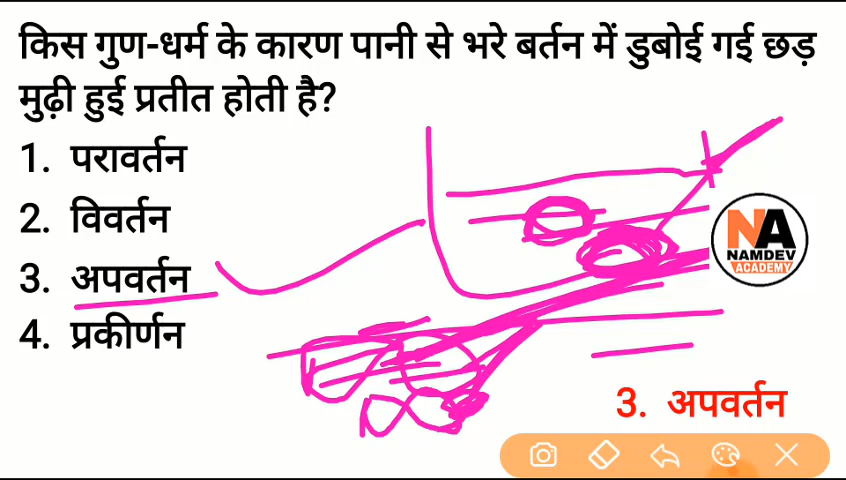 किस गुण-धर्म के कारण पानी से भरे बर्तन में डुबोई गई छड़
मुढ़ी हुई प्रतीत होती है?
1. परावर्तन
2. विवर्तन
3. अपवर्तन
4. प्रकीर्णन
NA
NAMDEV
ACADEMY
3. अपवर्तन